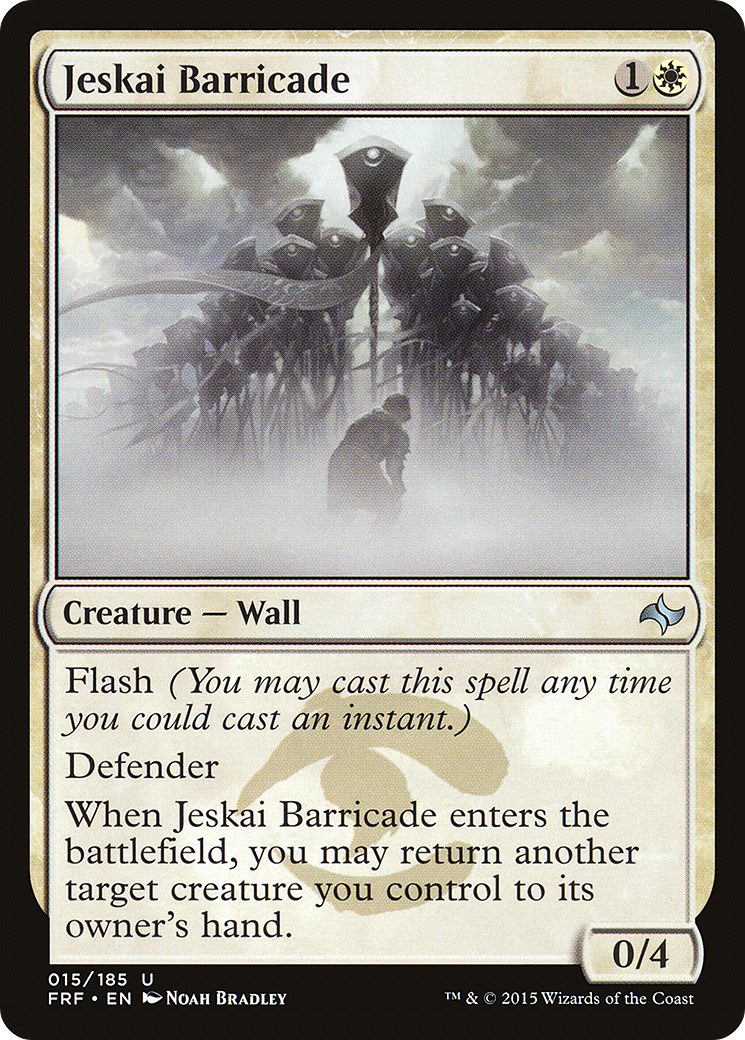 Jeskai Barricade 1
Creature — Wall
Flash (You may cast this spell any time
you could cast an instant.)
Defender
When Jeskai Barricade enters the
battlefield, you may return another
target creature you control to its
owner's hand.
0/4
015/185 U
FRF • EN Noah Bradley
™ & © 2015 Wizards of the Coast